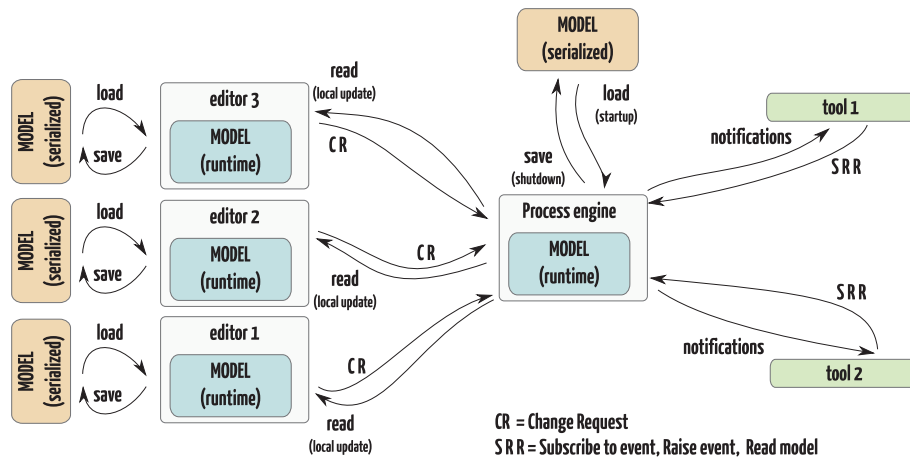 MODEL
(serialized)
load
(startup)
save
(shutdown)
MODEL
(serialized)
load
save
editor 3
MODEL
(runtime)
read
(local update)
CR
MODEL
(serialized)
load
save
editor 2
MODEL
(runtime)
CR
read
(local update)
MODEL
(serialized)
load
save
editor 1
MODEL
(runtime)
CR
read
(local update)
Process engine
MODEL
(runtime)
tool 1
notifications
SRR
SRR
notifications
tool 2
CR = Change Request
SRR = Subscribe to event, Raise event, Read model